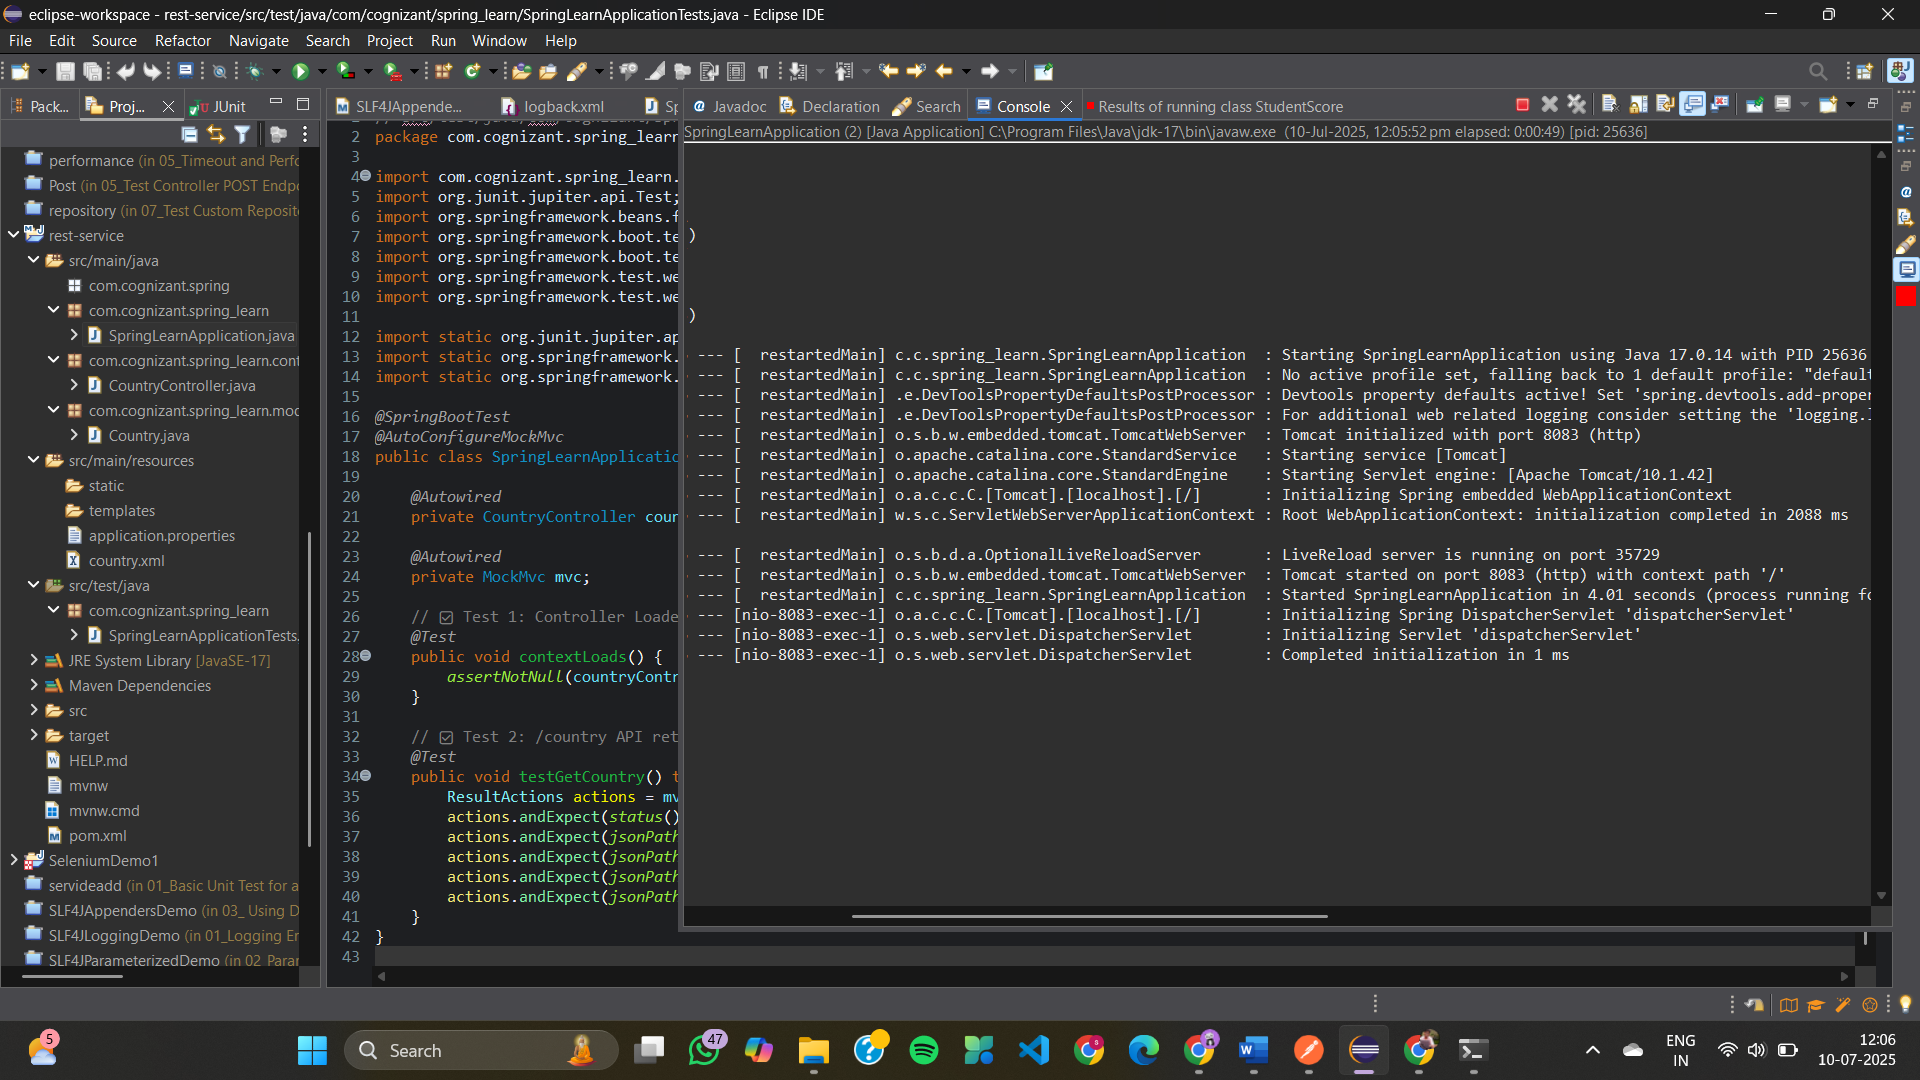 eclipse-workspace - rest-service/src/test/java/com/cognizant/spring_learn/SpringLearnApplicationTests.java - Eclipse IDE
File Edit Source Refactor Navigate Search Project Run Window Help
Pack... Proj... JUnit
performance (in 05_Timeout and Perfo
Post (in 05_Test Controller POST Endpo
repository (in 07_Test Custom Reposito
rest-service
src/main/java
com.cognizant.spring
com.cognizant.spring_learn
SpringLearnApplication.java
com.cognizant.spring_learn.cont
CountryController.java
com.cognizant.spring_learn.mod
Country.java
src/main/resources
static
templates
application.properties
country.xml
src/test/java
com.cognizant.spring_learn
SpringLearnApplicationTests.
JRE System Library [JavaSE-17]
Maven Dependencies
src
target
HELP.md
mvnw
mvnw.cmd
pom.xml
SeleniumDemo1
servideadd (in 01_Basic Unit Test for a
SLF4JAppendersDemo (in 03_ Using D
SLF4JLoggingDemo (in 01_Logging Er
SLF4JParameterizedDemo (in 02 Parar
SLF4JAppende... logback.xml Sp
2 package com.cognizant.spring_learn
3
4 import com.cognizant.spring_learn.
5 import org.junit.jupiter.api.Test;
6 import org.springframework.beans.f
7 import org.springframework.boot.te
8 import org.springframework.boot.te
9 import org.springframework.test.we
10 import org.springframework.test.we
11
12 import static org.junit.jupiter.ap
13 import static org.springframework.
14 import static org.springframework.
15
16 @SpringBootTest
17 @AutoConfigureMockMvc
18 public class SpringLearnApplicatio
19
20 @Autowired
21 private CountryController coun
22
23 @Autowired
24 private MockMvc mvc;
25
26 // ☑ Test 1: Controller Loade
27 @Test
28 public void contextLoads() {
29 assertNotNull(countryContr
30 }
31
32 // ☑ Test 2: /country API ret
33 @Test
34 public void testGetCountry() t
35 ResultActions actions = mv
36 actions.andExpect(status()
37 actions.andExpect(jsonPath
38 actions.andExpect(jsonPath
39 actions.andExpect(jsonPath
40 actions.andExpect(jsonPath
41 }
42 }
43
@ Javadoc Declaration Search Console Results of running class StudentScore
SpringLearnApplication (2) [Java Application] C:\Program Files\Java\jdk-17\bin\javaw.exe (10-Jul-2025, 12:05:52 pm elapsed: 0:00:49) [pid: 25636]
)
)
--- [ restartedMain] c.c.spring_learn.SpringLearnApplication : Starting SpringLearnApplication using Java 17.0.14 with PID 25636
--- [ restartedMain] c.c.spring_learn.SpringLearnApplication : No active profile set, falling back to 1 default profile: "default
--- [ restartedMain] .e.DevToolsPropertyDefaultsPostProcessor : Devtools property defaults active! Set 'spring.devtools.add-proper
--- [ restartedMain] .e.DevToolsPropertyDefaultsPostProcessor : For additional web related logging consider setting the 'logging.l
--- [ restartedMain] o.s.b.w.embedded.tomcat.TomcatWebServer : Tomcat initialized with port 8083 (http)
--- [ restartedMain] o.apache.catalina.core.StandardService : Starting service [Tomcat]
--- [ restartedMain] o.apache.catalina.core.StandardEngine : Starting Servlet engine: [Apache Tomcat/10.1.42]
--- [ restartedMain] o.a.c.c.C.[Tomcat].[localhost].[/] : Initializing Spring embedded WebApplicationContext
--- [ restartedMain] w.s.c.ServletWebServerApplicationContext : Root WebApplicationContext: initialization completed in 2088 ms
--- [ restartedMain] o.s.b.d.a.OptionalLiveReloadServer : LiveReload server is running on port 35729
--- [ restartedMain] o.s.b.w.embedded.tomcat.TomcatWebServer : Tomcat started on port 8083 (http) with context path '/'
--- [ restartedMain] c.c.spring_learn.SpringLearnApplication : Started SpringLearnApplication in 4.01 seconds (process running fo
--- [nio-8083-exec-1] o.a.c.c.C.[Tomcat].[localhost].[/] : Initializing Spring DispatcherServlet 'dispatcherServlet'
--- [nio-8083-exec-1] o.s.web.servlet.DispatcherServlet : Initializing Servlet 'dispatcherServlet'
--- [nio-8083-exec-1] o.s.web.servlet.DispatcherServlet : Completed initialization in 1 ms
5
Search
47
ENG
IN
12:06
10-07-2025